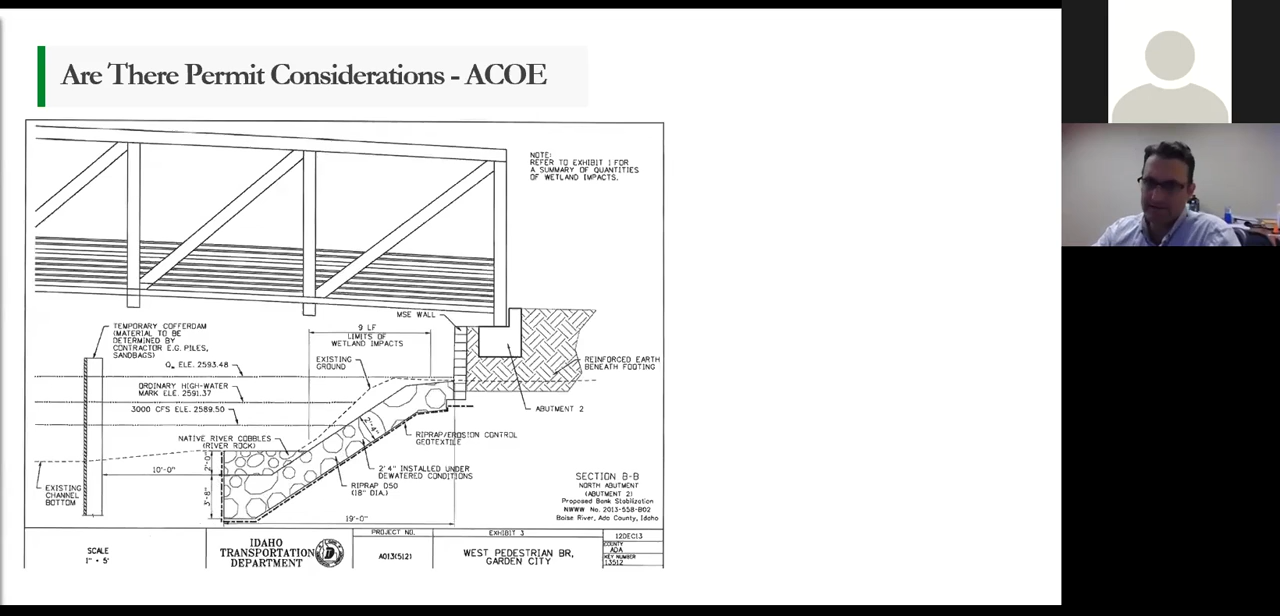 Are There Permit Considerations - ACOE
NOTE:
REFER TO EXHIBIT 1 FOR
A SUMMARY OF QUANTITIES
OF WETLAND IMPACTS.
MSE WALL
TEMPORARY COFFERDAM
(MATERIAL TO BE
DETERMINED BY
CONTRACTOR E.G. PILES,
SANDBAGS)
9 LF
LIMITS OF
WETLAND IMPACTS
EXISTING
GROUND
ELE. 2593.48
ORDINARY HIGH-WATER
MARK ELE. 2591.37
3000 CFS ELE. 2589.50
REINFORCED EARTH
BENEATH FOOTING
ABUTMENT 2
2'-4"
RIPRAP/EROSION CONTROL
GEOTEXTILE
NATIVE RIVER COBBLES
(RIVER ROCK)
10'-0"
2'-0"
3'-8"
2' 4" INSTALLED UNDER
DEWATERED CONDITIONS
RIPRAP D50
(18" DIA.)
EXISTING
CHANNEL
BOTTOM
19'-0"
SECTION B-B
NORTH ABUTMENT
(ABUTMENT 2)
Proposed Bank Stabilization
NWWW No. 2013-558-B02
Boise River, Ada County, Idaho
SCALE
1" = 5'
IDAHO
TRANSPORTATION
DEPARTMENT
PROJECT NO.
A013(512)
EXHIBIT 3
WEST PEDESTRIAN BR,
GARDEN CITY
12DEC13
COUNTY
ADA
KEY NUMBER
13512